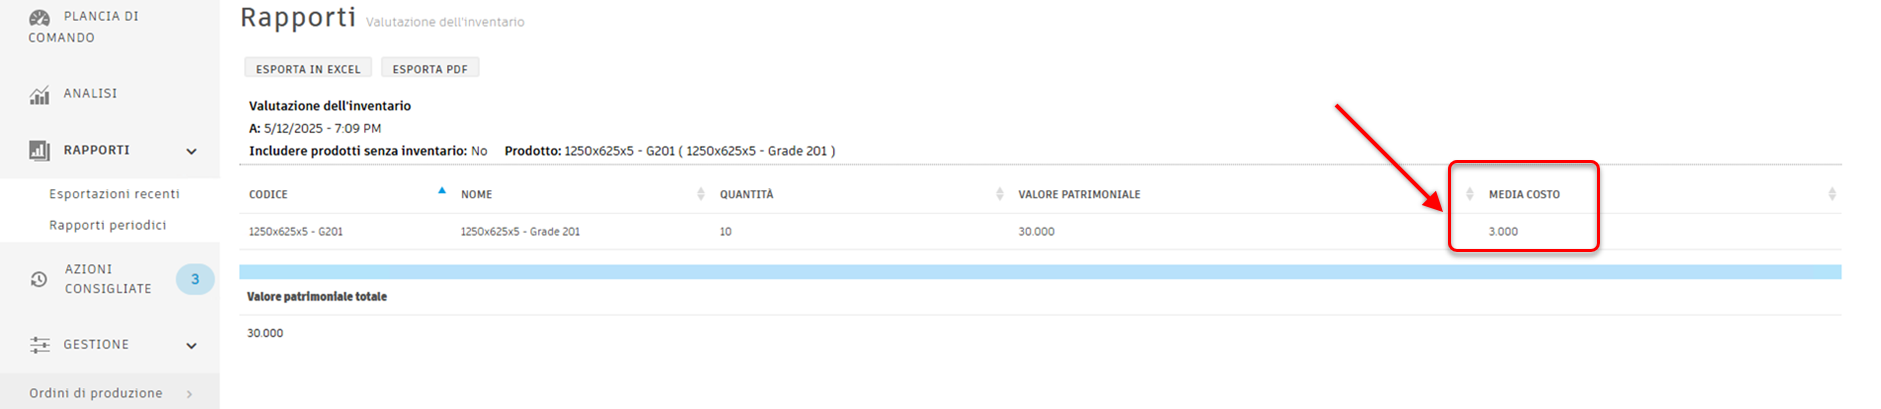 PLANCIA DI
COMANDO
ANALISI
RAPPORTI
Esportazioni recenti
Rapporti periodici
AZIONI
CONSIGLIATE
3
GESTIONE
Ordini di produzione
Rapporti Valutazione dell'inventario
ESPORTA IN EXCEL ESPORTA PDF
Valutazione dell'inventario
A: 5/12/2025 - 7:09 PM
Includere prodotti senza inventario: No Prodotto: 1250x625x5 - G201 ( 1250x625x5 - Grade 201 )
CODICE NOME QUANTITÀ VALORE PATRIMONIALE MEDIA COSTO
1250x625x5 - G201 1250x625x5 - Grade 201 10 30.000 3.000
Valore patrimoniale totale
30.000